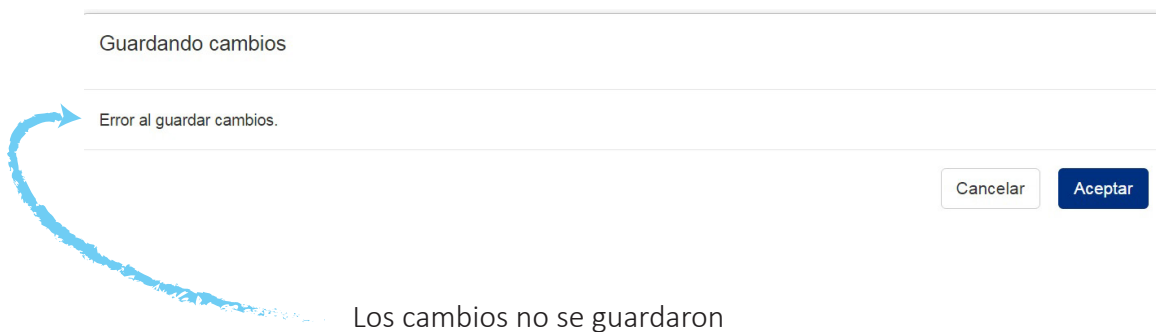 Guardando cambios
Error al guardar cambios.
Cancelar Aceptar
Los cambios no se guardaron